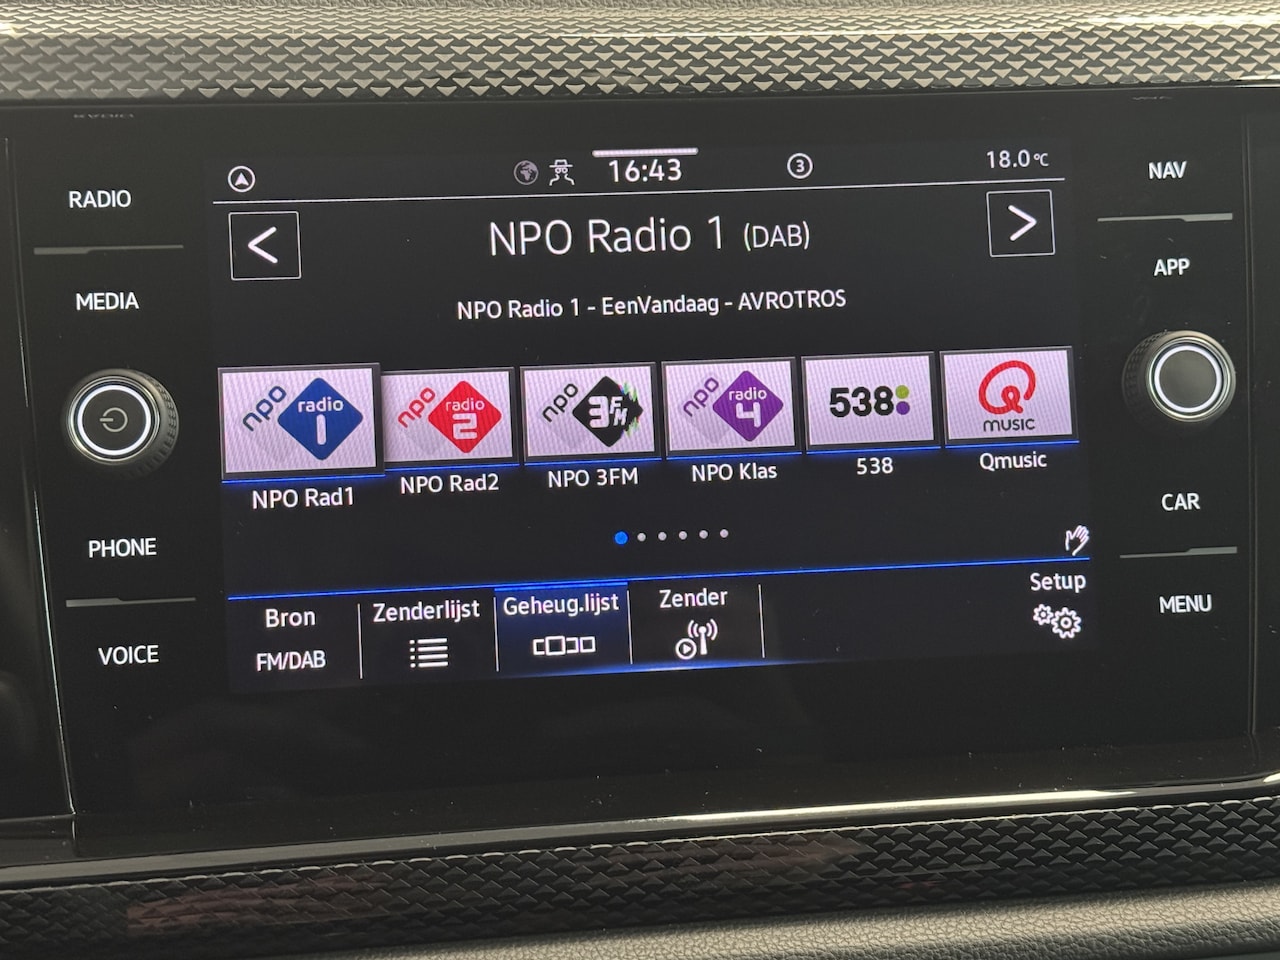 RADIO
MEDIA
PHONE
VOICE
16:43
3
18.0°C
< NPO Radio 1 (DAB) >
NPO Radio 1 - EenVandaag - AVROTROS
npo radio 1
npo radio 2
npo 3FM
npo radio 4
538
Q MUSIC
NPO Rad1
NPO Rad2
NPO 3FM
NPO Klas
538
Qmusic
Bron
FM/DAB
Zenderlijst
Geheug.lijst
Zender
Setup
NAV
APP
CAR
MENU